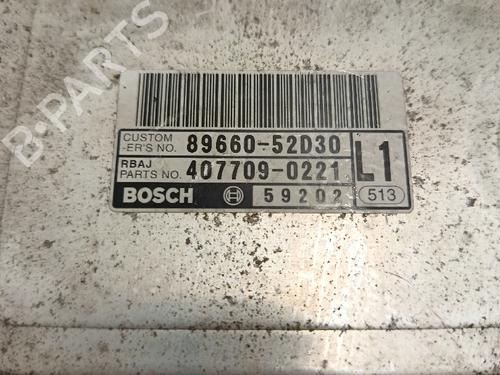 CUSTOM
-ER'S NO. 89660-52D30
RBAJ
PARTS NO. 407709-0221 L1
BOSCH 59202 513
B-PARTS